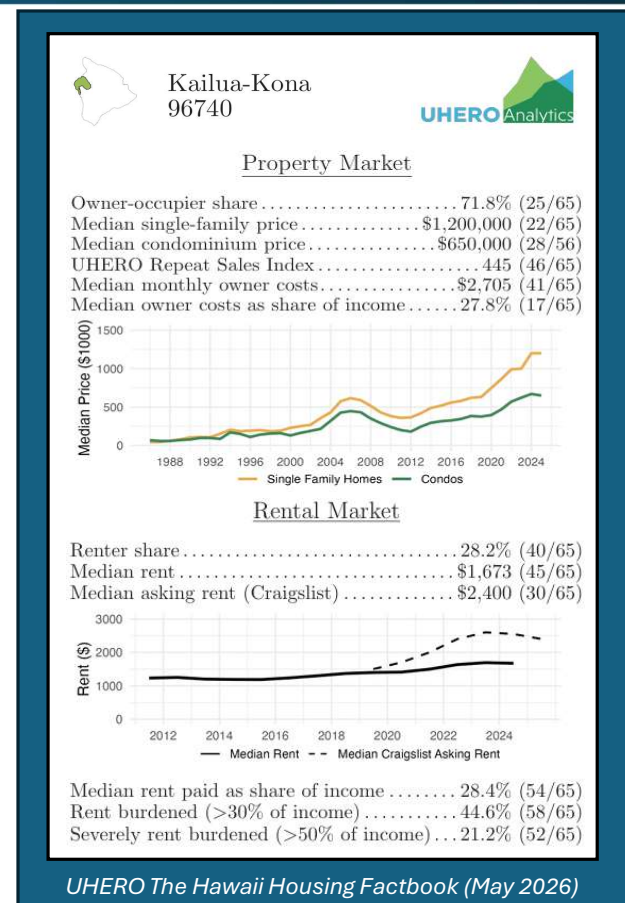 Kailua-Kona
96740
UHERO Analytics
Property Market
Owner-occupier share ....................... 71.8% (25/65)
Median single-family price .............. $1,200,000 (22/65)
Median condominium price .............. $650,000 (28/56)
UHERO Repeat Sales Index .................. 445 (46/65)
Median monthly owner costs ............... $2,705 (41/65)
Median owner costs as share of income ...... 27.8% (17/65)
Median Price ($1000)
1500
1000
500
0
1988 1992 1996 2000 2004 2008 2012 2016 2020 2024
Single Family Homes Condos
Rental Market
Renter share ................................ 28.2% (40/65)
Median rent ................................ $1,673 (45/65)
Median asking rent (Craigslist) ............. $2,400 (30/65)
Rent ($)
3000
2000
1000
0
2012 2014 2016 2018 2020 2022 2024
Median Rent Median Craigslist Asking Rent
Median rent paid as share of income ........ 28.4% (54/65)
Rent burdened (>30% of income) ........... 44.6% (58/65)
Severely rent burdened (>50% of income) ... 21.2% (52/65)
UHERO The Hawaii Housing Factbook (May 2026)